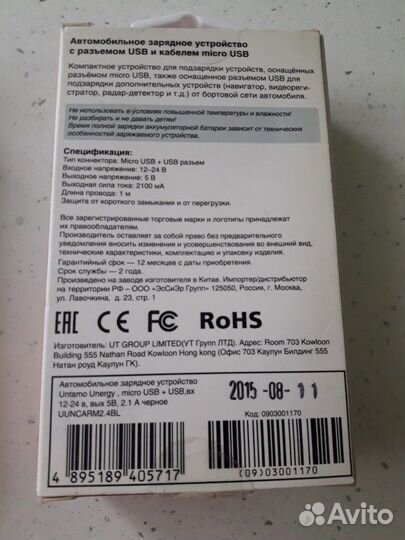 Автомобильное зарядное устройство
с разъемом USB и кабелем micro USB
Компактное устройство для подзарядки устройств, оснащённых
разъёмом micro USB, также оснащенное разъемом USB для
подзарядки дополнительных устройств (навигатор, видеореги-
стратор, радар-детектор и т.д.) от бортовой сети автомобиля.
Не использовать в условиях повышенной температуры и влажности!
Не разбирать и не давать детям!
Время полной зарядки аккумуляторной батареи зависит от технических
особенностей заряжаемого устройства.
Спецификация:
Тип коннектора: Micro USB + USB разъем
Входное напряжение: 12–24 В
Выходное напряжение: 5 В
Выходная сила тока: 2100 мА
Длина провода: 1 м
Защита от короткого замыкания и от перегрузки.
Все зарегистрированные торговые марки и логотипы принадлежат
их правообладателям.
Производитель оставляет за собой право без предварительного
уведомления вносить изменения и усовершенствования во внешний вид,
технические характеристики, комплектацию и упаковку изделия.
Гарантийный срок — 12 месяцев с даты приобретения.
Срок службы — 2 года.
Произведено на заводе изготовителя в Китае. Импортер/дистрибьютор
на территории РФ – ООО «ЭсСиЭр Групп» 125050, Россия, г. Москва,
ул. Лавочкина, д. 23, стр. 1
EAC CE FC RoHS
Изготовитель: UT GROUP LIMITED(УТ Групп ЛТД). Адрес: Room 703 Kowloon
Building 555 Nathan Road Kowloon Hong kong (Офис 703 Каулун Билдинг 555
Натан роуд Каулун ГК).
Автомобильное зарядное устройство
Untamo Unergy , micro USB + USB,вх
12-24 в, вых 5В, 2.1 А черное
UUNCARM2.4BL
2015-08-11
Код: 0903001170
4 895189 405717
(09)03001170
Avito